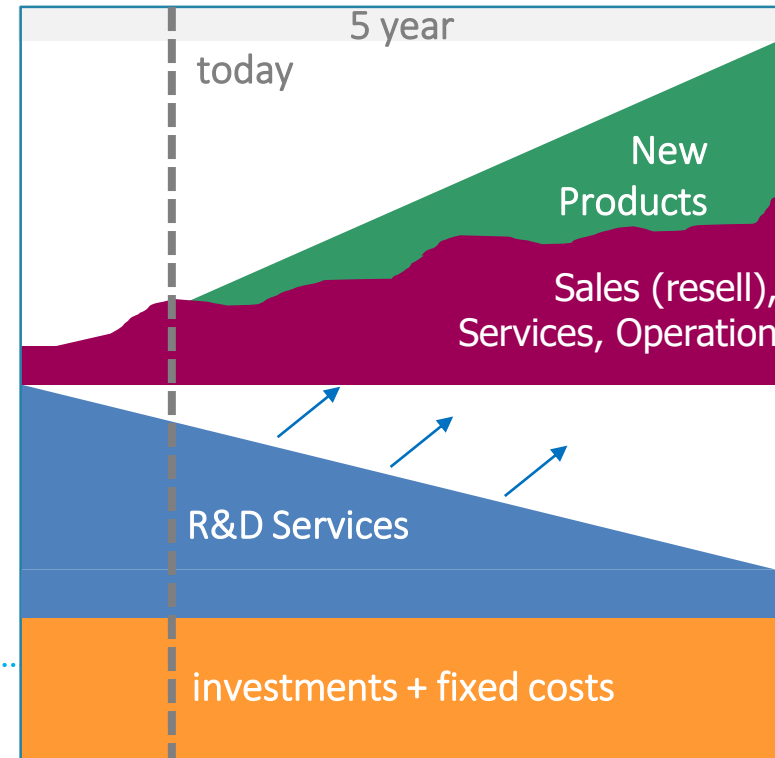 5 year
today
New
Products
Sales (resell),
Services, Operation
R&D Services
investments + fixed costs